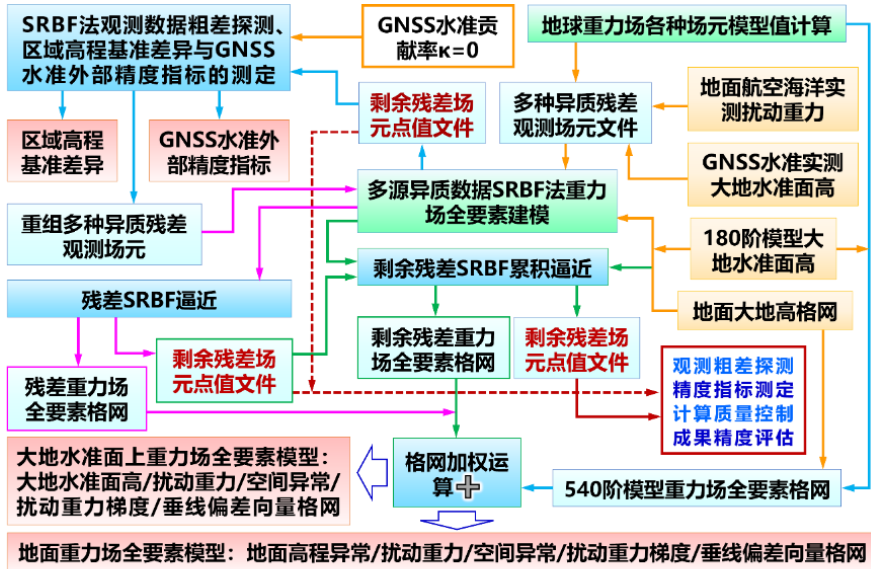 SRBF法观测数据粗差探测、
区域高程基准差异与GNSS
水准外部精度指标的测定
GNSS水准贡
献率κ=0
地球重力场各种场元模型值计算
剩余残差场
元点值文件
多种异质残差
观测场元文件
地面航空海洋实
测扰动重力
区域高程
基准差异
GNSS水准外
部精度指标
GNSS水准实测
大地水准面高
重组多种异质残差
观测场元
多源异质数据SRBF法重力
场全要素建模
180阶模型大
地水准面高
剩余残差SRBF累积逼近
残差SRBF逼近
地面大地高格网
剩余残差场
元点值文件
剩余残差重力
场全要素格网
剩余残差场
元点值文件
观测粗差探测
精度指标测定
计算质量控制
成果精度评估
残差重力场
全要素格网
大地水准面上重力场全要素模型：
大地水准面高/扰动重力/空间异常/
扰动重力梯度/垂线偏差向量格网
格网加权运
算
540阶模型重力场全要素格网
地面重力场全要素模型：地面高程异常/扰动重力/空间异常/扰动重力梯度/垂线偏差向量格网